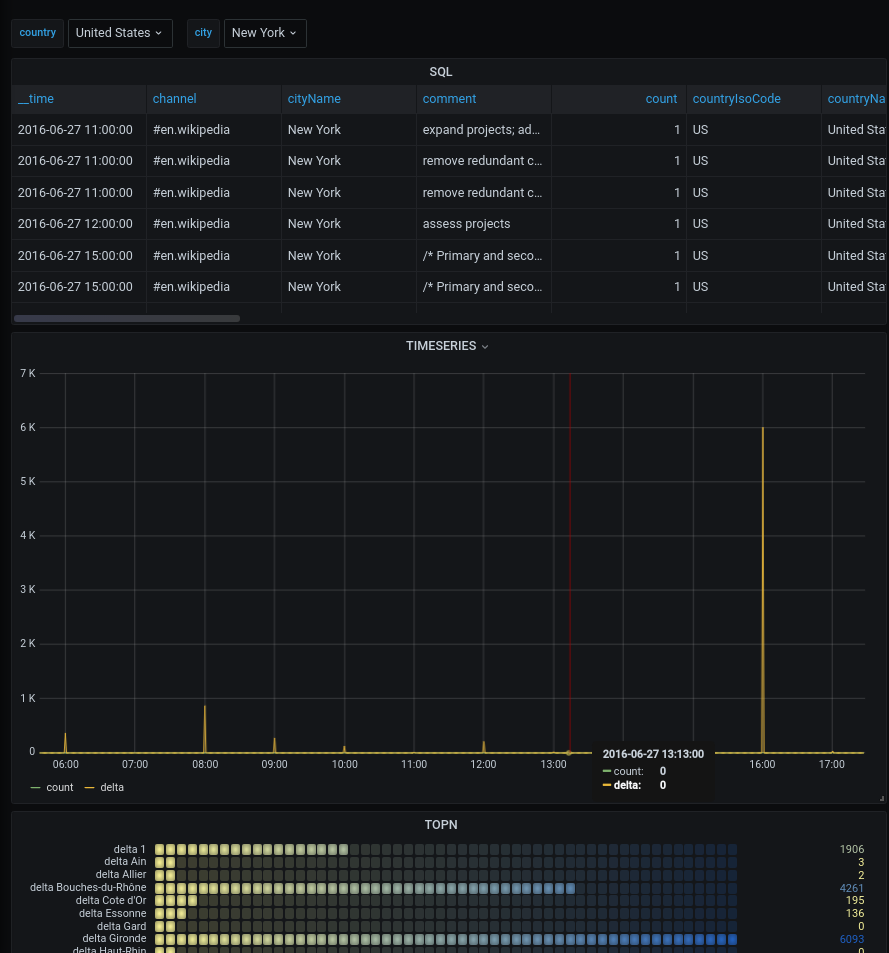 country United States city New York
SQL
__time channel cityName comment count countryIsoCode countryNa
2016-06-27 11:00:00 #en.wikipedia New York expand projects; ad... 1 US United Sta
2016-06-27 11:00:00 #en.wikipedia New York remove redundant c... 1 US United Sta
2016-06-27 11:00:00 #en.wikipedia New York remove redundant c... 1 US United Sta
2016-06-27 12:00:00 #en.wikipedia New York assess projects 1 US United Sta
2016-06-27 15:00:00 #en.wikipedia New York /* Primary and seco... 1 US United Sta
2016-06-27 15:00:00 #en.wikipedia New York /* Primary and seco... 1 US United Sta
TIMESERIES
7 K
6 K
5 K
4 K
3 K
2 K
1 K
0
06:00 07:00 08:00 09:00 10:00 11:00 12:00 13:00 16:00 17:00
2016-06-27 13:13:00
count: 0
delta: 0
count delta
TOPN
delta 1 1906
delta Ain 3
delta Allier 2
delta Bouches-du-Rhône 4261
delta Cote d'Or 195
delta Essonne 136
delta Gard 0
delta Gironde 6093
delta Haut-Rhin 0